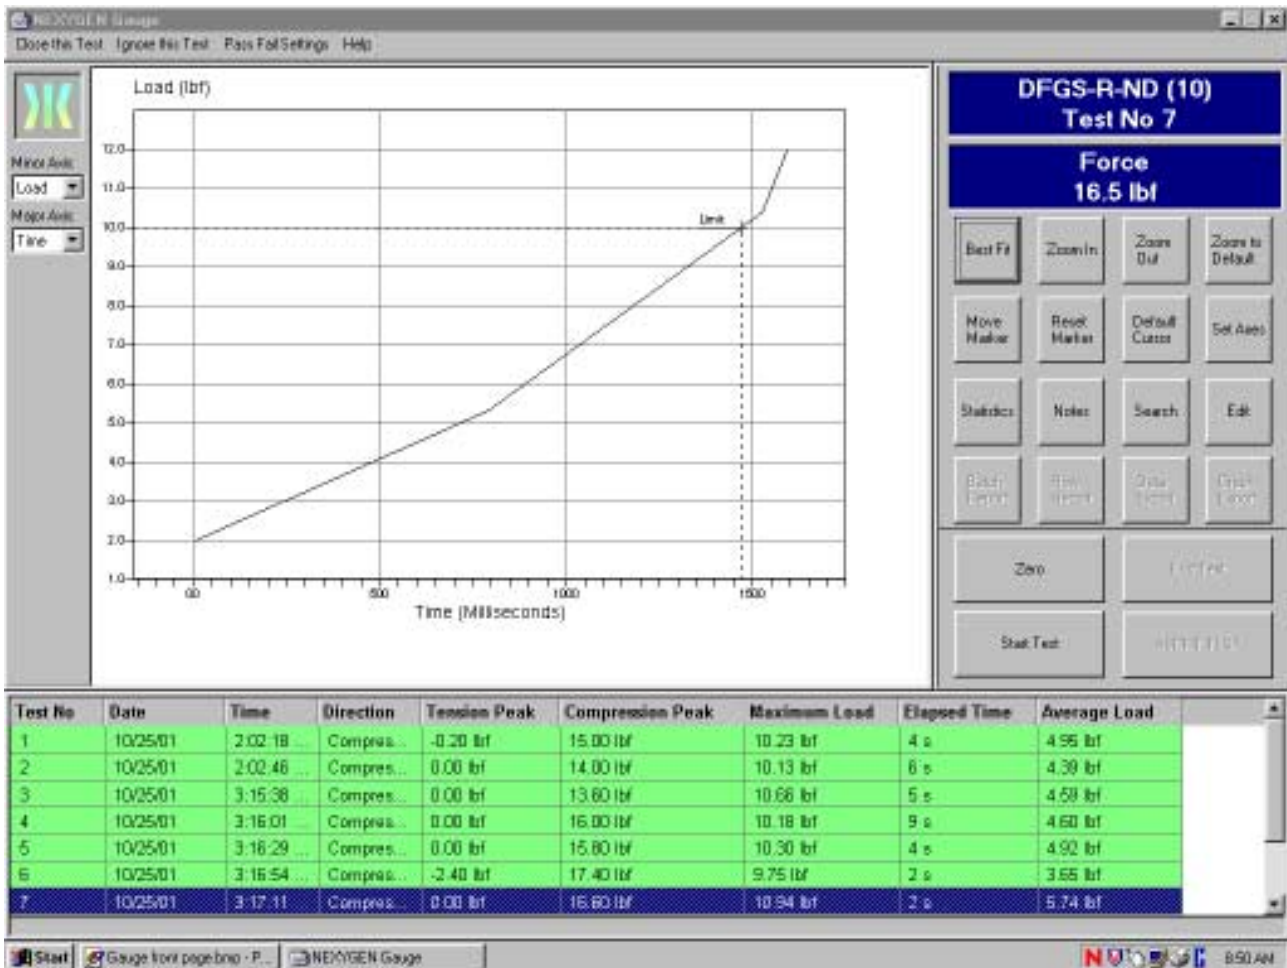 NEXYGEN Gauge
Close this Test Ignore this Test Pass Fail Settings Help
Minor Axis:
Load
Major Axis:
Time
Load (lbf)
12.0
11.0
10.0
9.0
8.0
7.0
6.0
5.0
4.0
3.0
2.0
1.0
Limit
00 500 1000 1500
Time (Milliseconds)
DFGS-R-ND (10)
Test No 7
Force
16.5 lbf
Best Fit Zoom In Zoom Out Zoom to Default
Move Marker Reset Marker Default Cursor Set Axes
Statistics Notes Search Edit
Batch Report
Zero
Start Test
Test No Date Time Direction Tension Peak Compression Peak Maximum Load Elapsed Time Average Load
1 10/25/01 2:02:18 ... Compres... -0.20 lbf 15.00 lbf 10.23 lbf 4 s 4.95 lbf
2 10/25/01 2:02:46 ... Compres... 0.00 lbf 14.00 lbf 10.13 lbf 6 s 4.39 lbf
3 10/25/01 3:15:38 ... Compres... 0.00 lbf 13.60 lbf 10.66 lbf 5 s 4.59 lbf
4 10/25/01 3:16:01 ... Compres... 0.00 lbf 16.00 lbf 10.18 lbf 9 s 4.60 lbf
5 10/25/01 3:16:29 ... Compres... 0.00 lbf 15.80 lbf 10.30 lbf 4 s 4.92 lbf
6 10/25/01 3:16:54 ... Compres... -2.40 lbf 17.40 lbf 9.75 lbf 2 s 3.65 lbf
7 10/25/01 3:17:11 ... Compres... 0.00 lbf 16.60 lbf 10.94 lbf 2 s 5.74 lbf
Start Gauge front page.bmp - P... NEXYGEN Gauge N 8:50 AM